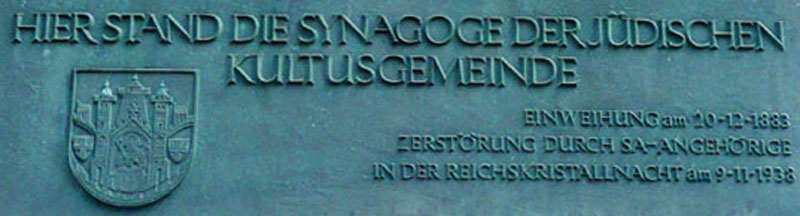 HIER STAND DIE SYNAGOGE DER JÜDISCHEN
KULTUSGEMEINDE
EINWEIHUNG am 20-12-1883
ZERSTÖRUNG DURCH SA-ANGEHÖRIGE
IN DER REICHSKRISTALLNACHT am 9-11-1938